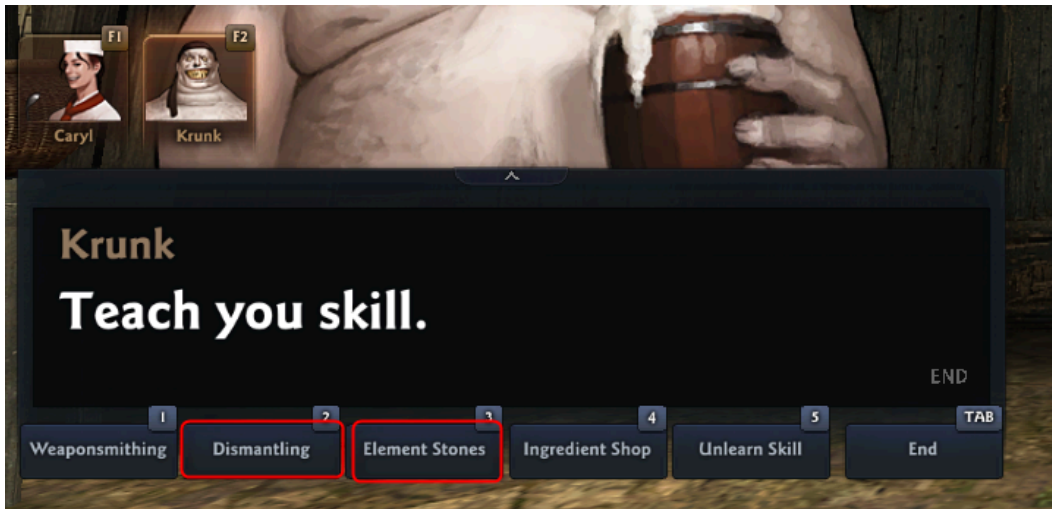 F1
F2
Caryl
Krunk
Krunk
Teach you skill.
END
1
2
3
4
5
TAB
Weaponsmithing
Dismantling
Element Stones
Ingredient Shop
Unlearn Skill
End